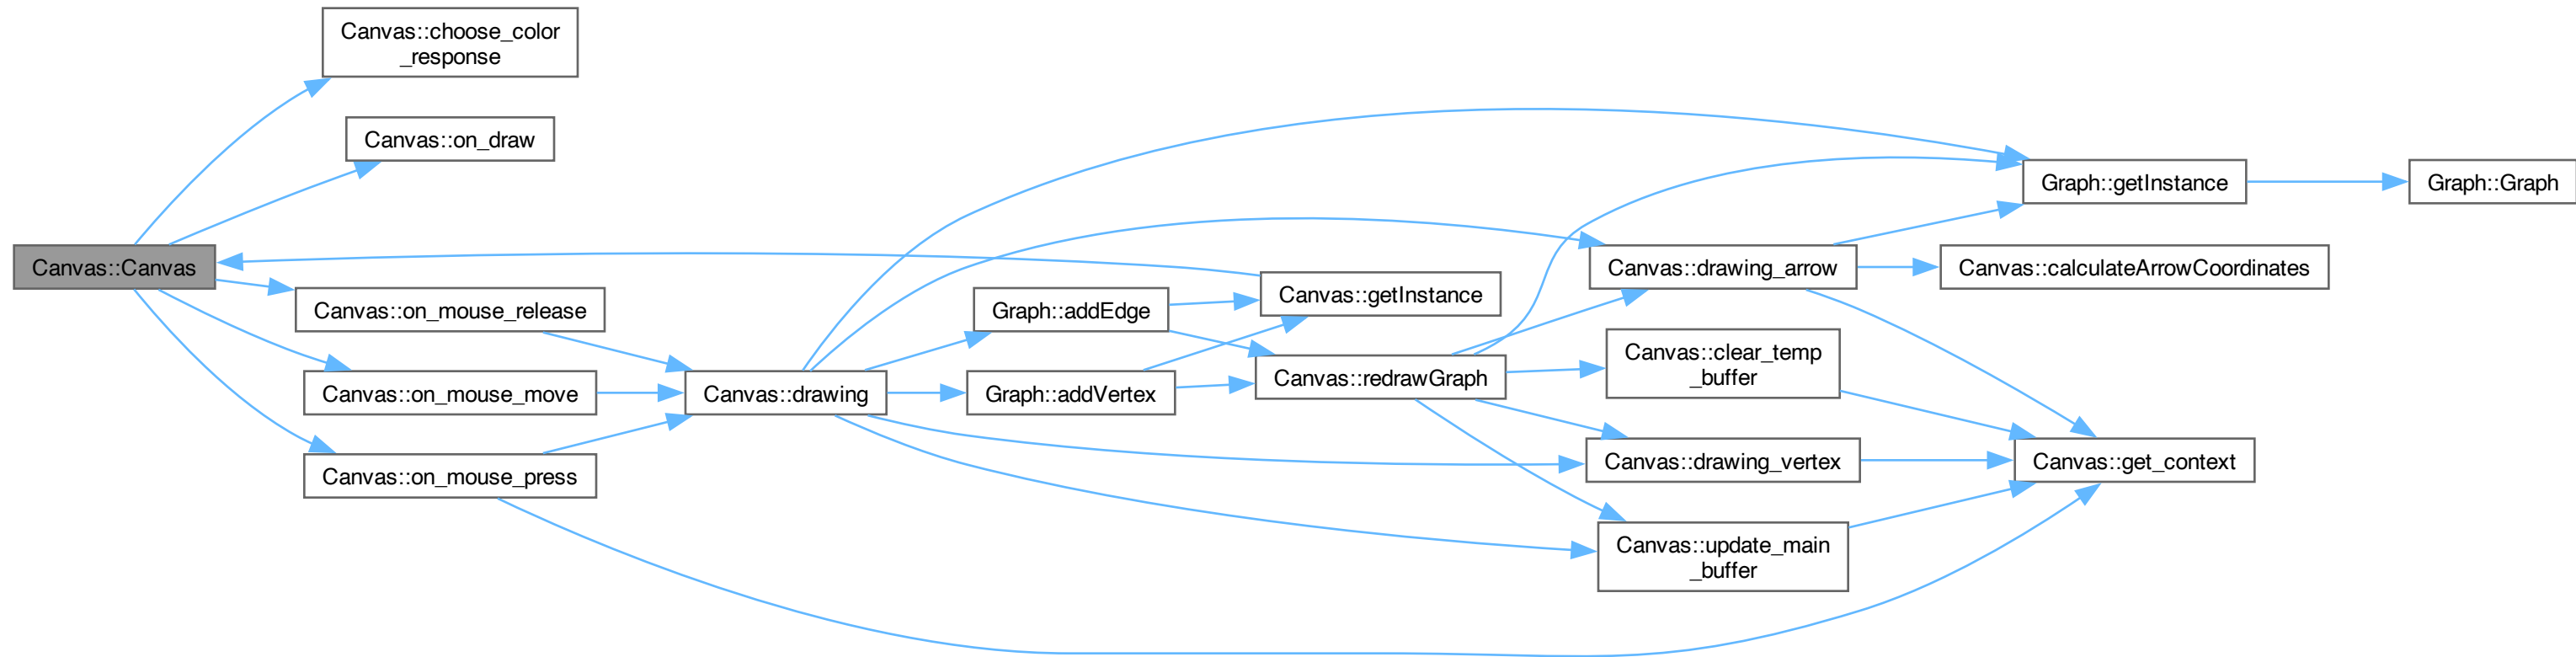 Canvas::choose_color
_response
Canvas::on_draw
Canvas::Canvas
Canvas::on_mouse_release
Canvas::on_mouse_move
Canvas::on_mouse_press
Canvas::drawing
Graph::addEdge
Graph::addVertex
Canvas::getInstance
Canvas::redrawGraph
Canvas::drawing_arrow
Canvas::clear_temp
_buffer
Canvas::drawing_vertex
Canvas::update_main
_buffer
Graph::getInstance
Canvas::calculateArrowCoordinates
Canvas::get_context
Graph::Graph